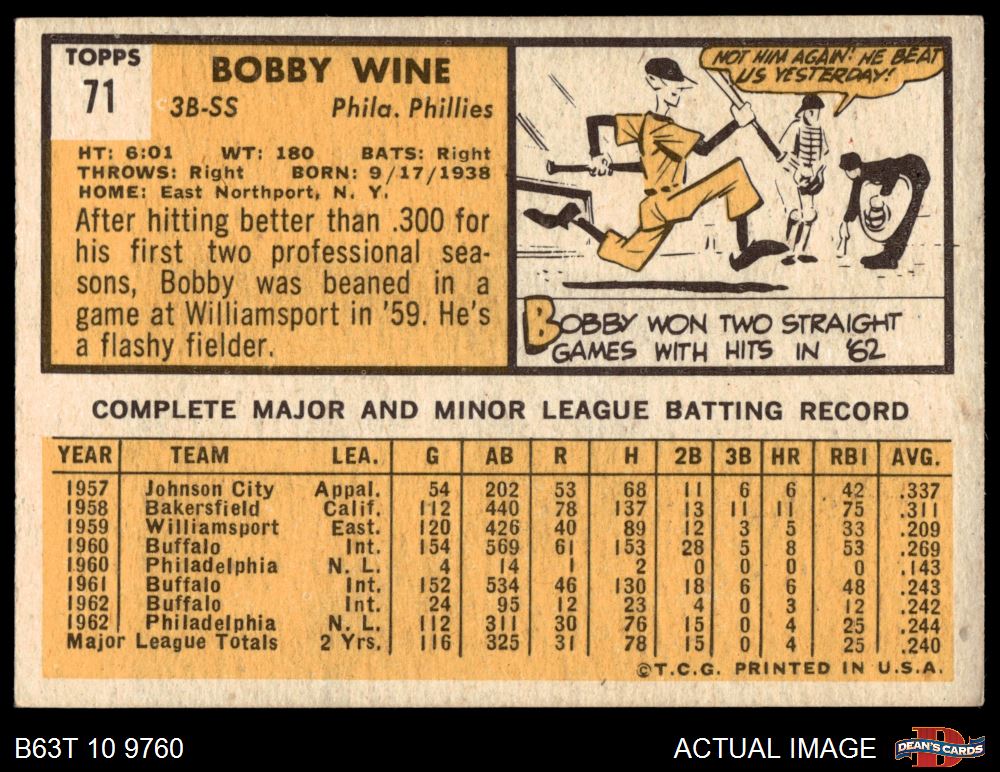 TOPPS
71
BOBBY WINE
3B-SS Phila. Phillies
HT: 6:01 WT: 180 BATS: Right
THROWS: Right BORN: 9/17/1938
HOME: East Northport, N. Y.
After hitting better than .300 for
his first two professional sea-
sons, Bobby was beaned in a
game at Williamsport in '59. He's
a flashy fielder.
NOT HIM AGAIN! HE BEAT
US YESTERDAY!
BOBBY WON TWO STRAIGHT
GAMES WITH HITS IN '62
COMPLETE MAJOR AND MINOR LEAGUE BATTING RECORD
YEAR TEAM LEA. G AB R H 2B 3B HR RBI AVG.
1957 Johnson City Appal. 54 202 53 68 11 6 6 42 .337
1958 Bakersfield Calif. 112 440 78 137 13 11 11 75 .311
1959 Williamsport East. 120 426 40 89 12 3 5 33 .209
1960 Buffalo Int. 154 569 61 153 28 5 8 53 .269
1960 Philadelphia N. L. 4 14 1 2 0 0 0 0 .143
1961 Buffalo Int. 152 534 46 130 18 6 6 48 .243
1962 Buffalo Int. 24 95 12 23 4 0 3 12 .242
1962 Philadelphia N. L. 112 311 30 76 15 0 4 25 .244
Major League Totals 2 Yrs. 116 325 31 78 15 0 4 25 .240
©T.C.G. PRINTED IN U.S.A.
B63T 10 9760
ACTUAL IMAGE
D
DEAN'S CARDS